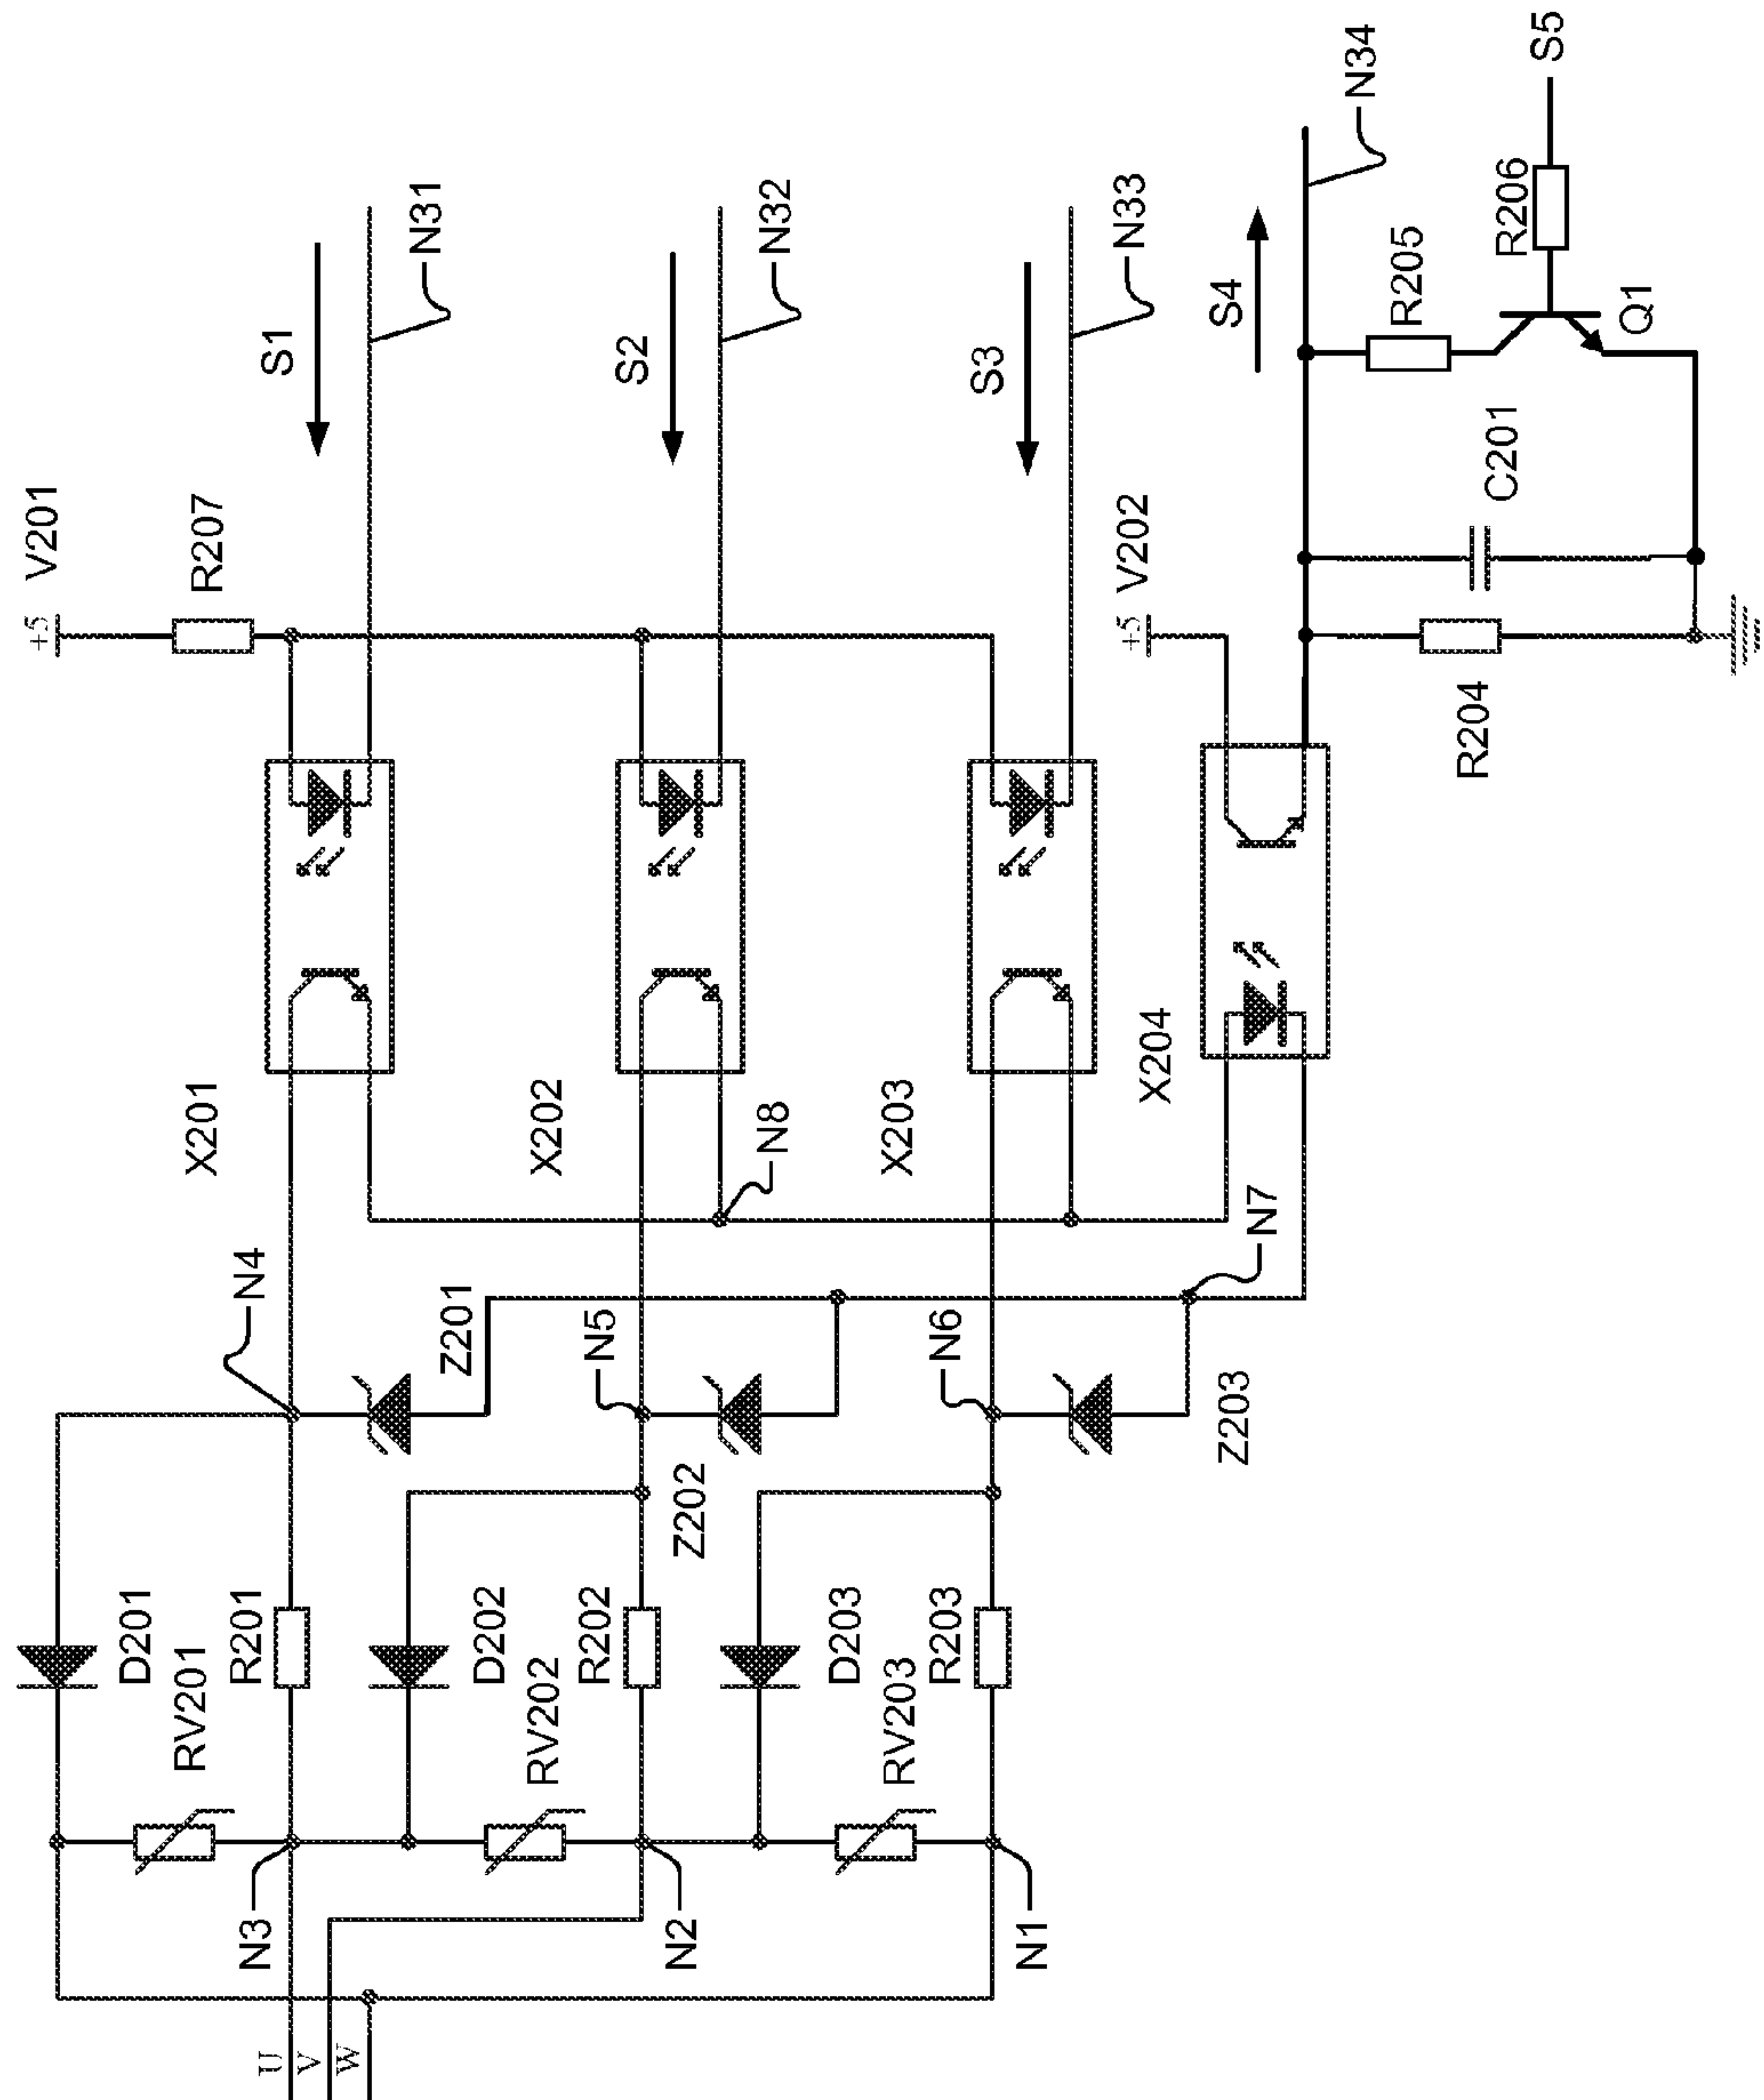 V201
+5
R207
S1
N31
S2
N32
S3
N33
V202
+5
S4
N34
S5
R205
R206
Q1
C201
R204
X201
X202
X203
X204
N8
N7
N4
Z201
N5
Z202
N6
Z203
D201
RV201
R201
D202
RV202
R202
D203
RV203
R203
N3
N2
N1
U
V
W